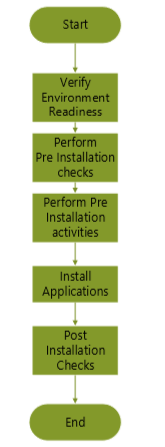 Start
Verify
Environment
Readiness
Perform
Pre Installation
checks
Perform Pre
Installation
activities
Install
Applications
Post
Installation
Checks
End